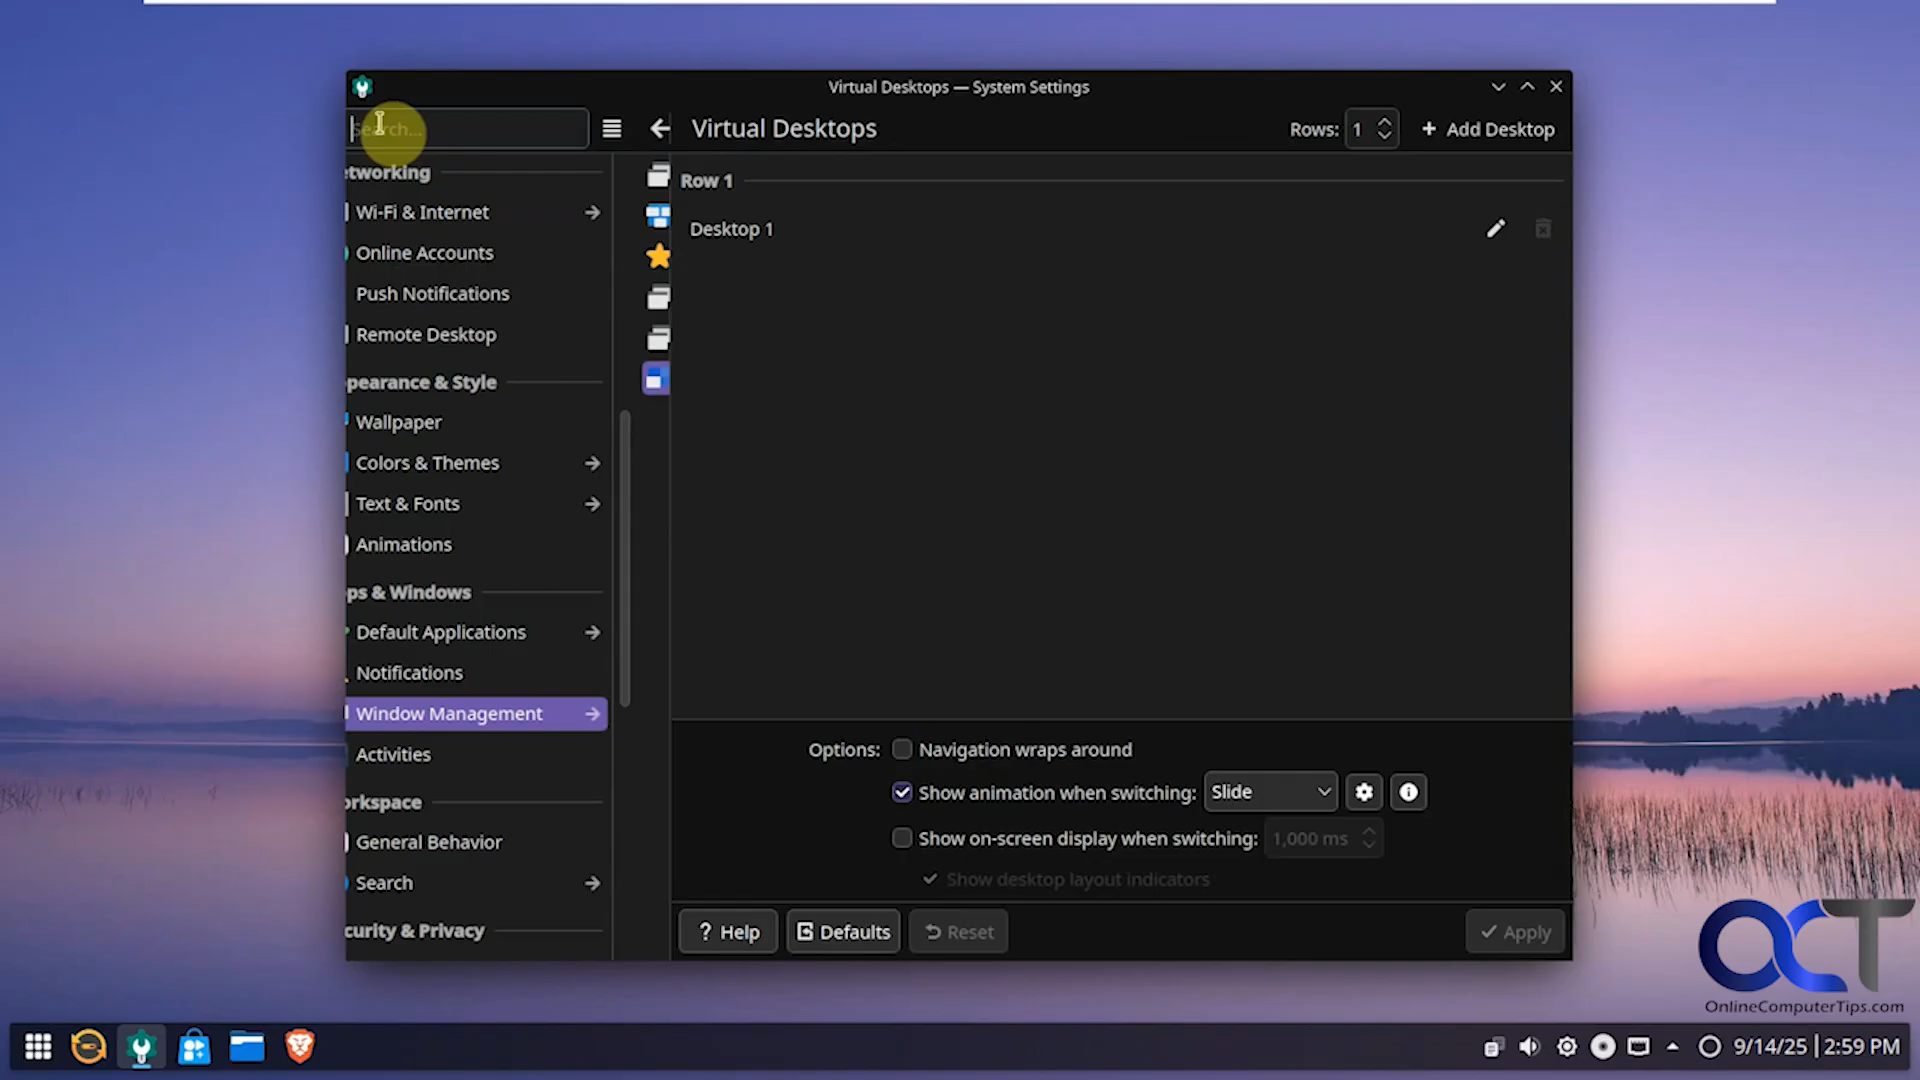 Virtual Desktops — System Settings
Search...
Virtual Desktops
Rows: 1
+ Add Desktop
etworking
Wi-Fi & Internet
Online Accounts
Push Notifications
Remote Desktop
pearance & Style
Wallpaper
Colors & Themes
Text & Fonts
Animations
ps & Windows
Default Applications
Notifications
Window Management
Activities
orkspace
General Behavior
Search
curity & Privacy
Row 1
Desktop 1
Options:
Navigation wraps around
Show animation when switching: Slide
Show on-screen display when switching: 1,000 ms
Show desktop layout indicators
? Help
Defaults
Reset
Apply
OCT
OnlineComputerTips.com
9/14/25 | 2:59 PM